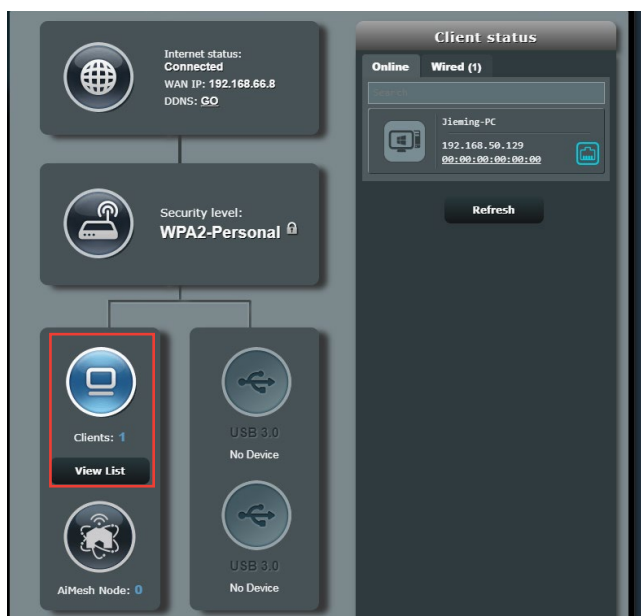 Internet status:
Connected
WAN IP: 192.168.66.8
DDNS: GO
Security level:
WPA2-Personal
Clients: 1
View List
AiMesh Node: 0
USB 3.0
No Device
USB 3.0
No Device
Client status
Online Wired (1)
Search
Jieming-PC
192.168.50.129
00:00:00:00:00:00
Refresh